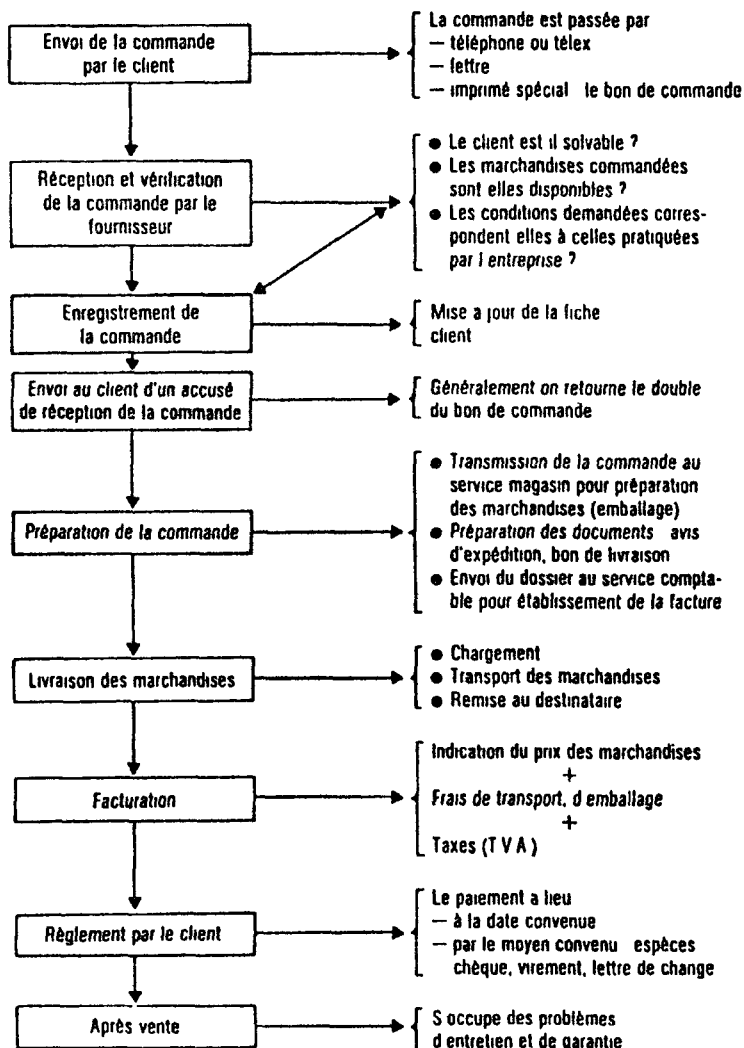 Envoi de la commande
par le client
La commande est passée par
— téléphone ou télex
— lettre
— imprimé spécial le bon de commande
Réception et vérification
de la commande par le
fournisseur
● Le client est il solvable ?
● Les marchandises commandées
sont elles disponibles ?
● Les conditions demandées corres-
pondent elles à celles pratiquées
par l entreprise ?
Enregistrement de
la commande
Mise a jour de la fiche
client
Envoi au client d'un accusé
de réception de la commande
Généralement on retourne le double
du bon de commande
Préparation de la commande
● Transmission de la commande au
service magasin pour préparation
des marchandises (emballage)
● Préparation des documents avis
d'expédition, bon de livraison
● Envoi du dossier au service compta-
ble pour établissement de la facture
Livraison des marchandises
● Chargement
● Transport des marchandises
● Remise au destinataire
Facturation
Indication du prix des marchandises
+
Frais de transport, d emballage
+
Taxes (T V A)
Règlement par le client
Le paiement a lieu
— à la date convenue
— par le moyen convenu espèces
chèque, virement, lettre de change
Après vente
S occupe des problèmes
d entretien et de garantie